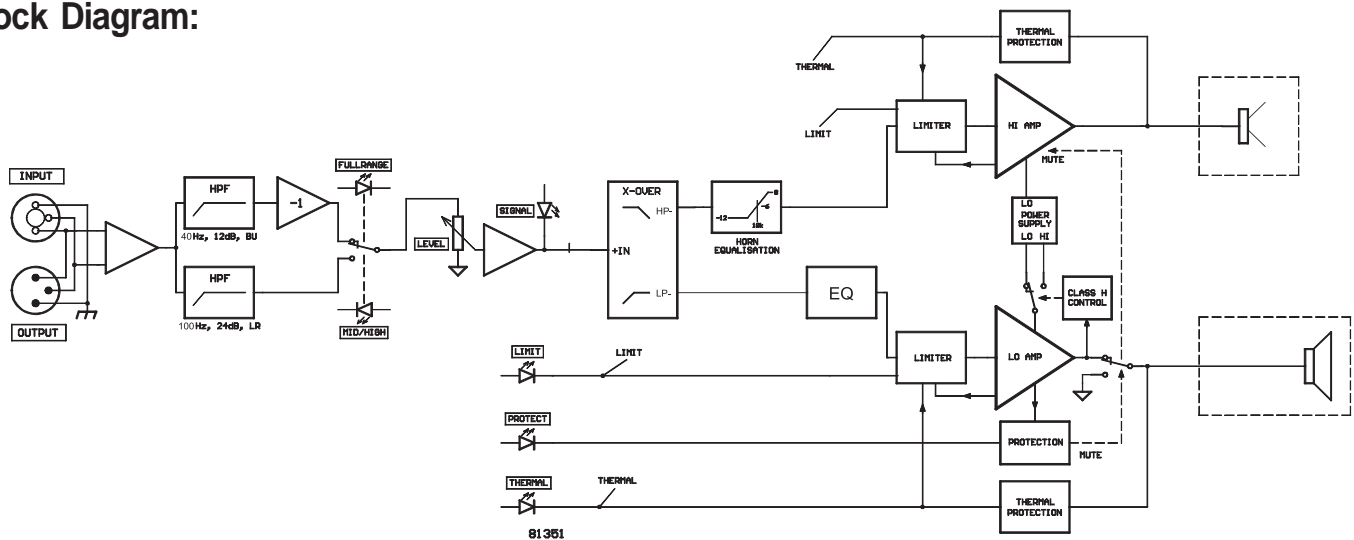 ock Diagram:
INPUT
OUTPUT
HPF
40Hz, 12dB, BU
HPF
100Hz, 24dB, LR
-1
FULLRANGE
MID/HIGH
LEVEL
SIGNAL
X-OVER
HP-
+IN
LP-
-12
0
-6
10k
HORN
EQUALISATION
EQ
THERMAL
LIMIT
LIMITER
HI AMP
THERMAL
PROTECTION
MUTE
LO
POWER
SUPPLY
LO HI
CLASS H
CONTROL
LIMIT
LIMIT
LIMITER
LO AMP
PROTECT
PROTECTION
MUTE
THERMAL
THERMAL
THERMAL
PROTECTION
81351